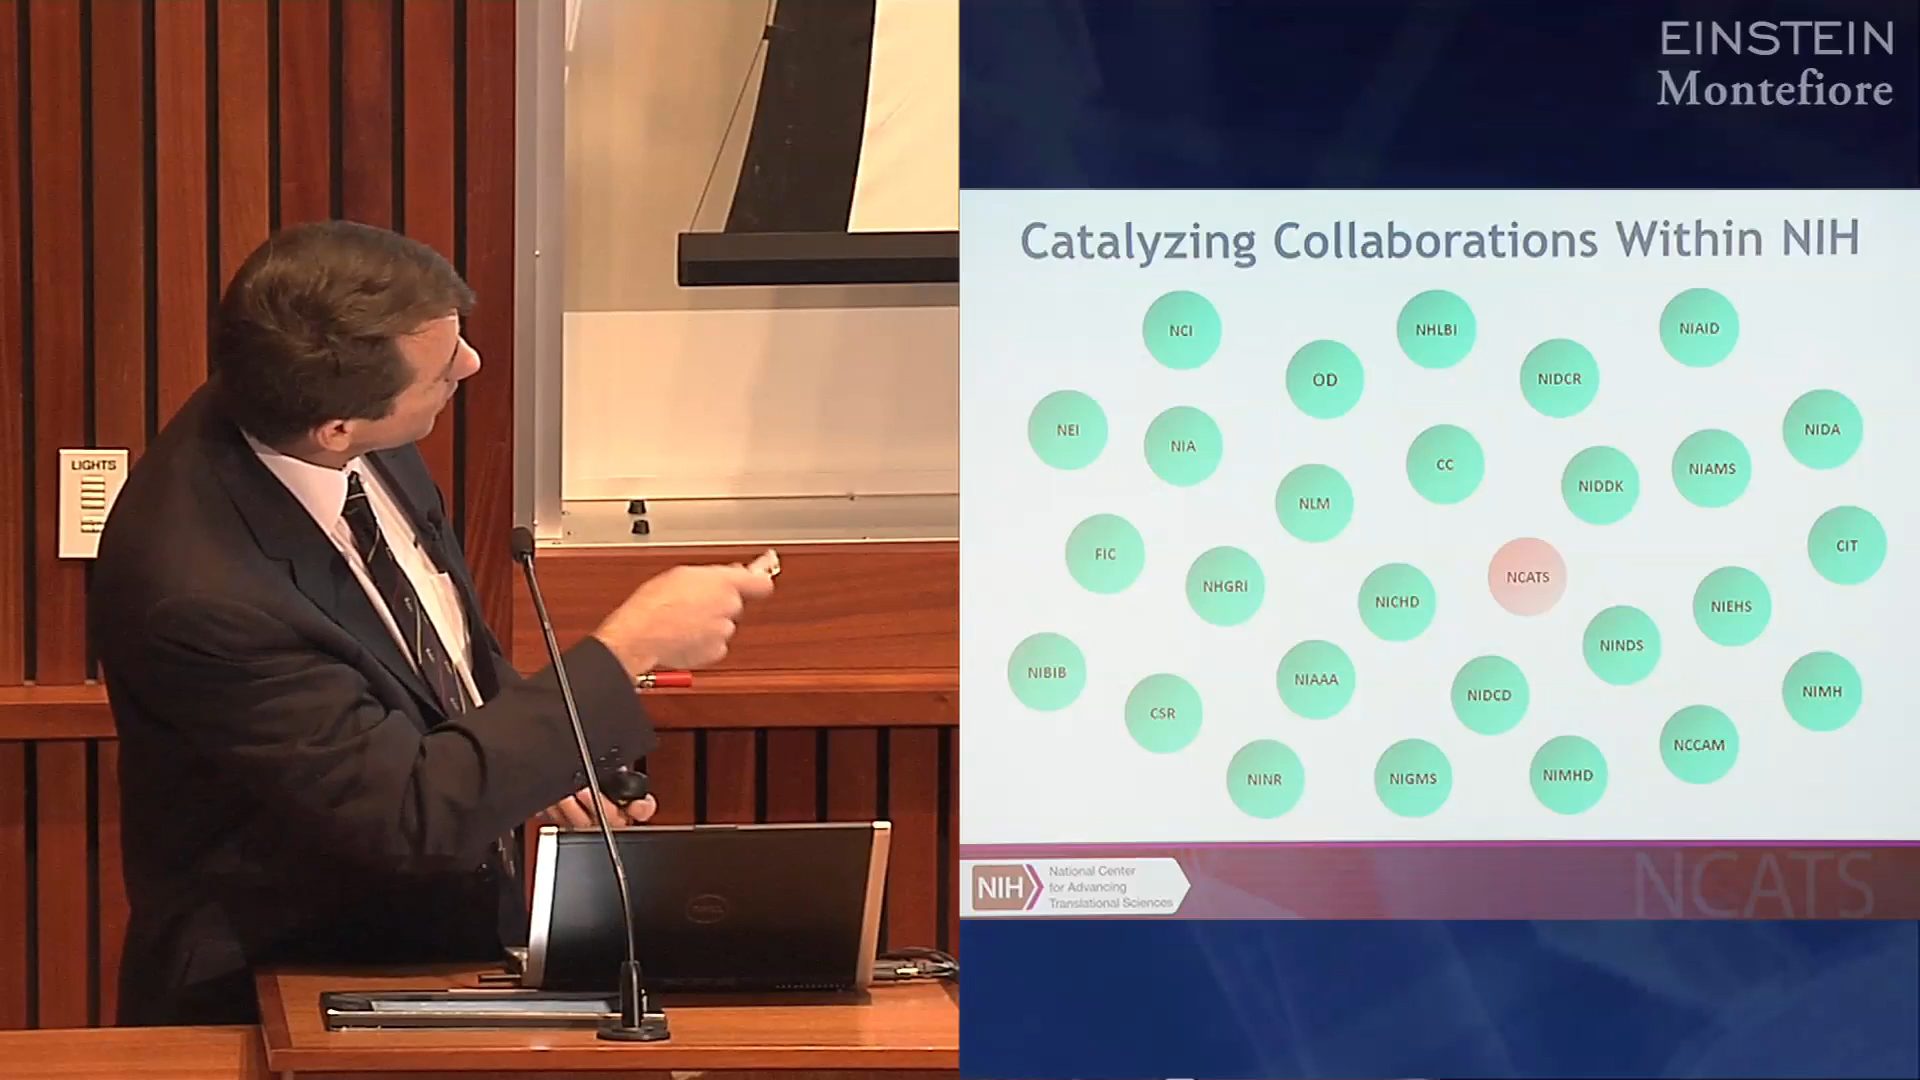 EINSTEIN
Montefiore
LIGHTS
Catalyzing Collaborations Within NIH
NCI
NHLBI
NIAID
OD
NIDCR
NEI
NIA
CC
NIDDK
NIAMS
NIDA
NLM
FIC
NHGRI
NICHD
NCATS
NIEHS
CIT
NIBIB
CSR
NIAAA
NIDCD
NINDS
NIMH
NINR
NIGMS
NIMHD
NCCAM
NIH
National Center
for Advancing
Translational Sciences
NCATS
DELL